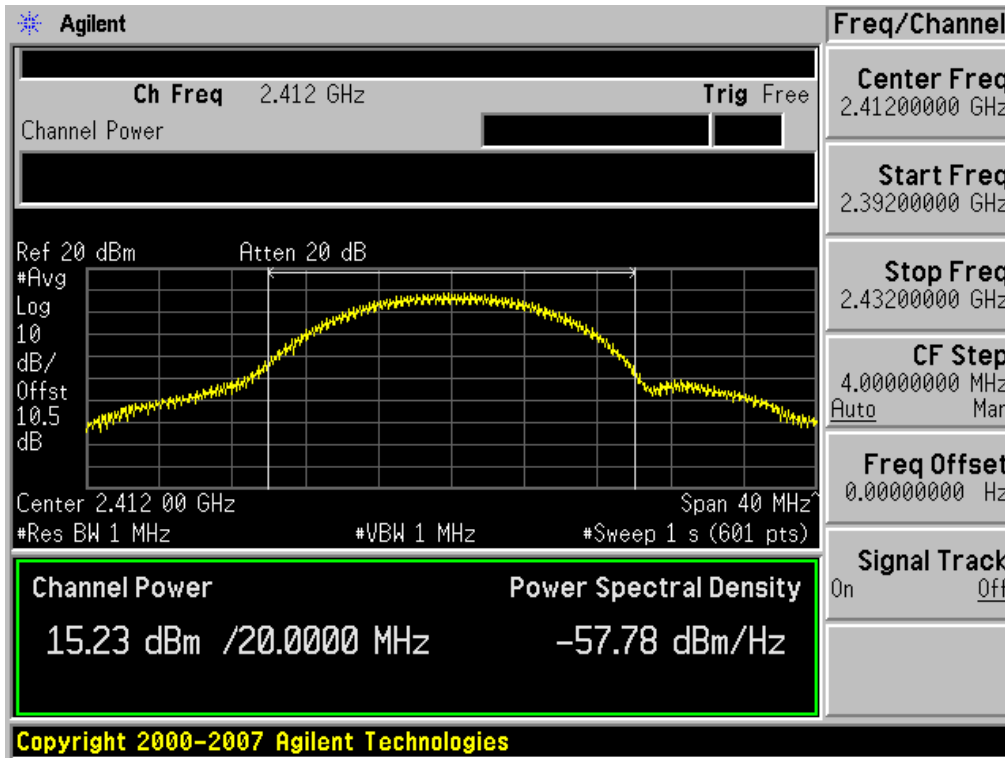 Agilent
Freq/Channel
Ch Freq 2.412 GHz Trig Free
Channel Power
Center Freq
2.41200000 GHz
Start Freq
2.39200000 GHz
Stop Freq
2.43200000 GHz
CF Step
4.00000000 MHz
Auto Man
Freq Offset
0.00000000 Hz
Signal Track
On Off
Ref 20 dBm Atten 20 dB
#Avg
Log
10
dB/
Offst
10.5
dB
Center 2.412 00 GHz Span 40 MHz^
#Res BW 1 MHz #VBW 1 MHz #Sweep 1 s (601 pts)
Channel Power Power Spectral Density
15.23 dBm /20.0000 MHz -57.78 dBm/Hz
Copyright 2000-2007 Agilent Technologies